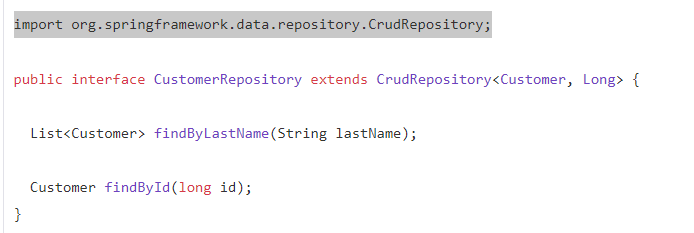 import org.springframework.data.repository.CrudRepository;
public interface CustomerRepository extends CrudRepository<Customer, Long> {
List<Customer> findByLastName(String lastName);
Customer findById(long id);
}